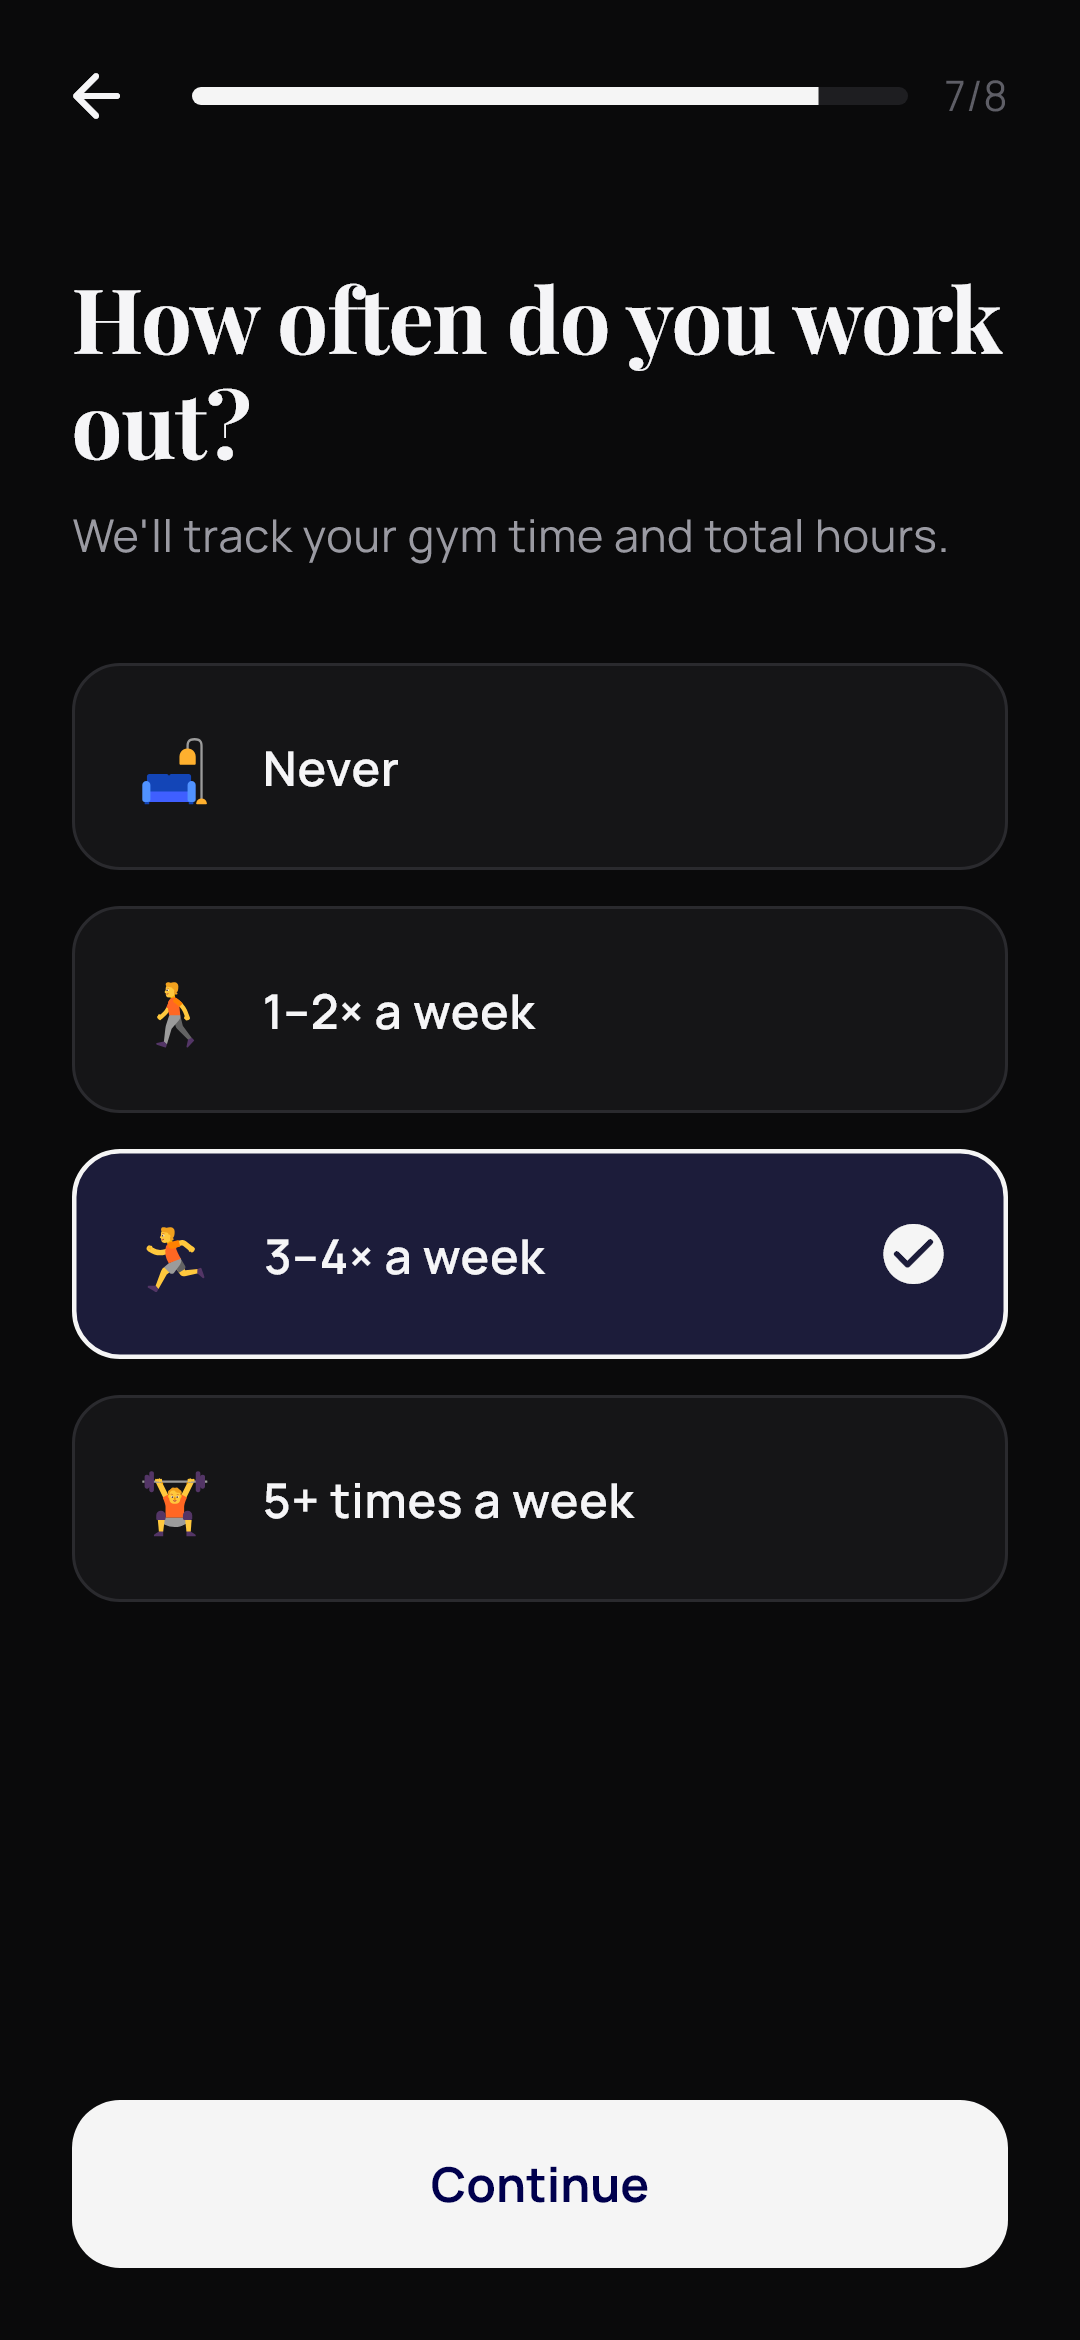 7/8
How often do you work
out?
We'll track your gym time and total hours.
Never
1–2× a week
3–4× a week
5+ times a week
Continue